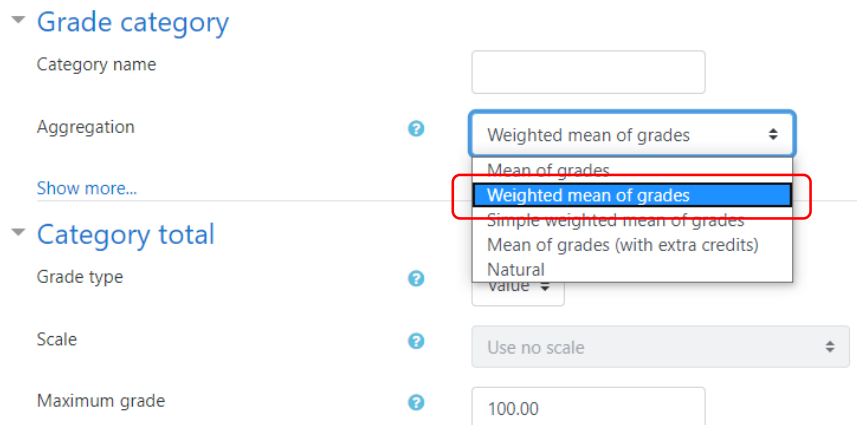 Grade category
Category name
Aggregation
Weighted mean of grades
Mean of grades
Weighted mean of grades
Simple weighted mean of grades
Mean of grades (with extra credits)
Natural
Show more...
Category total
Grade type
Value
Scale
Use no scale
Maximum grade
100.00